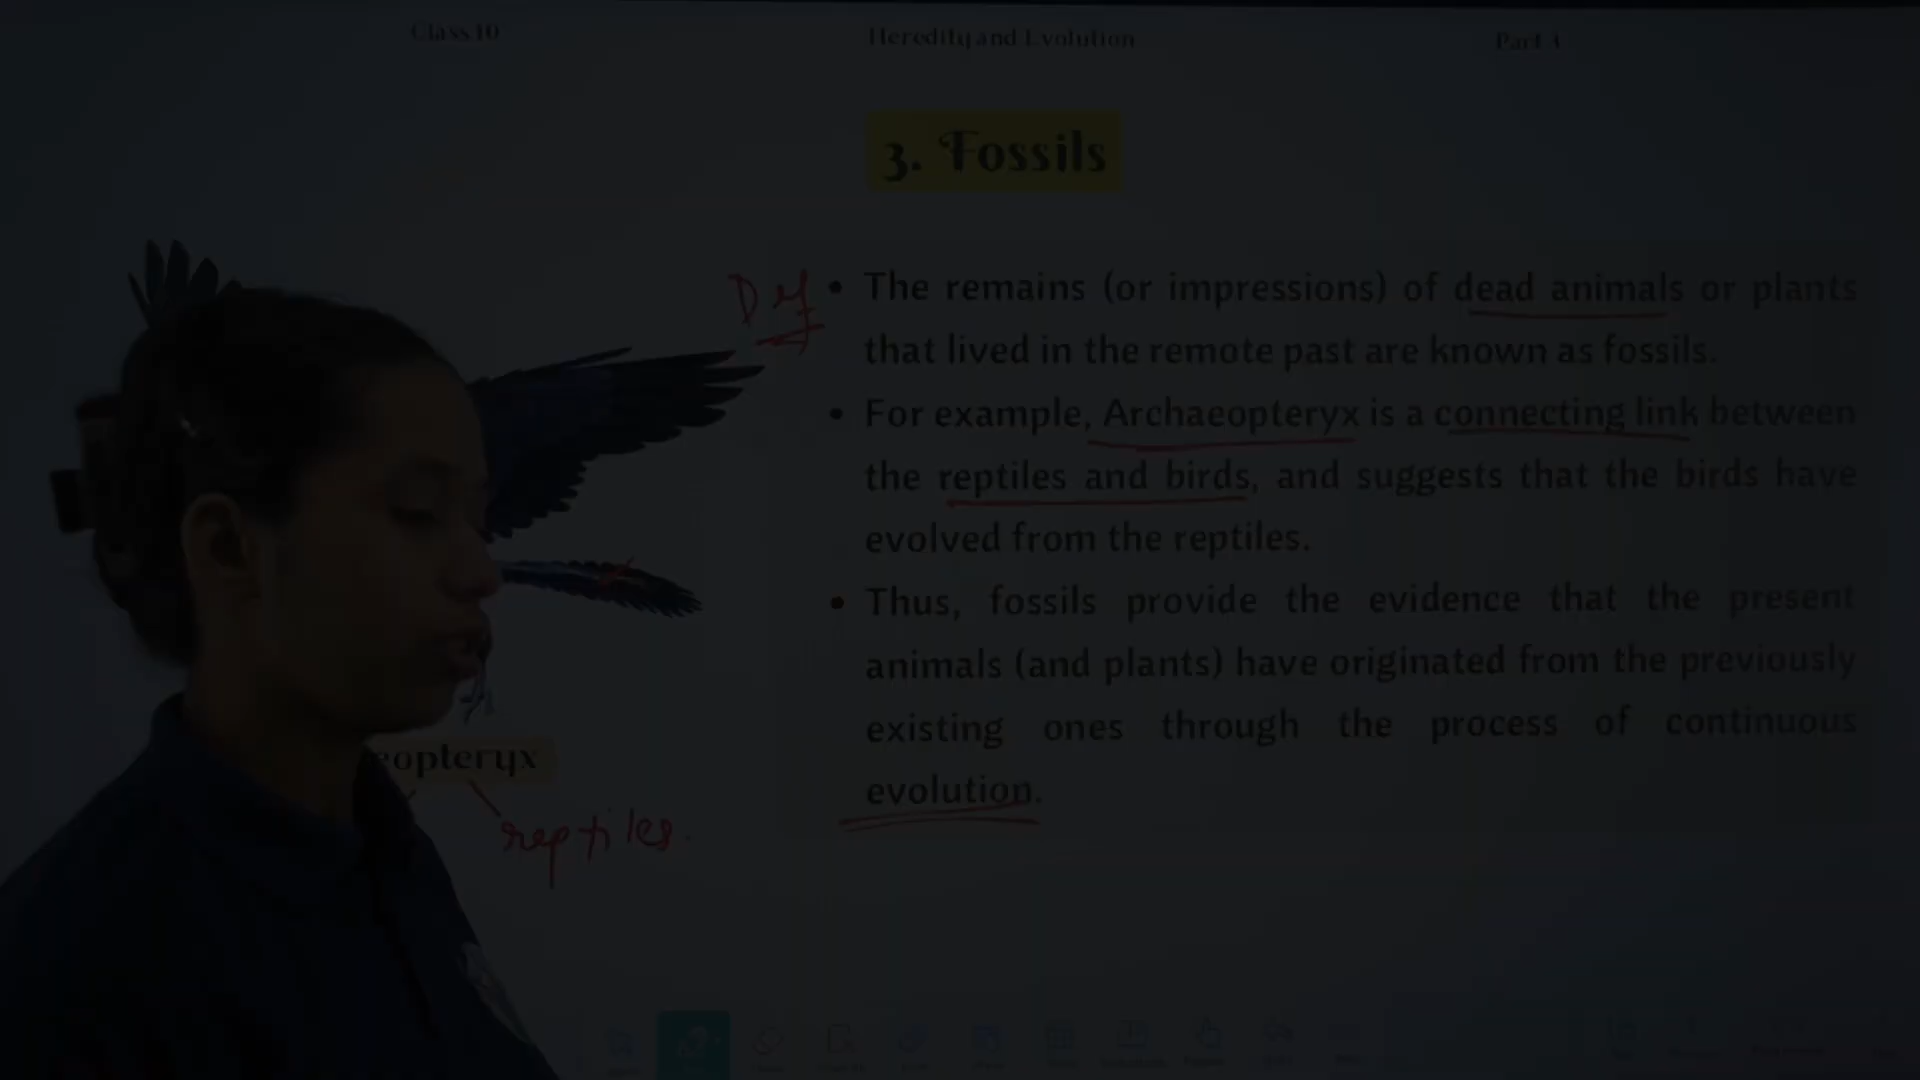 Class 10
Heredity and Evolution
Part 3
3. Fossils
Def
• The remains (or impressions) of dead animals or plants
that lived in the remote past are known as fossils.
• For example, Archaeopteryx is a connecting link between
the reptiles and birds, and suggests that the birds have
evolved from the reptiles.
• Thus, fossils provide the evidence that the present
animals (and plants) have originated from the previously
existing ones through the process of continuous
evolution.
eopteryx
reptiles.